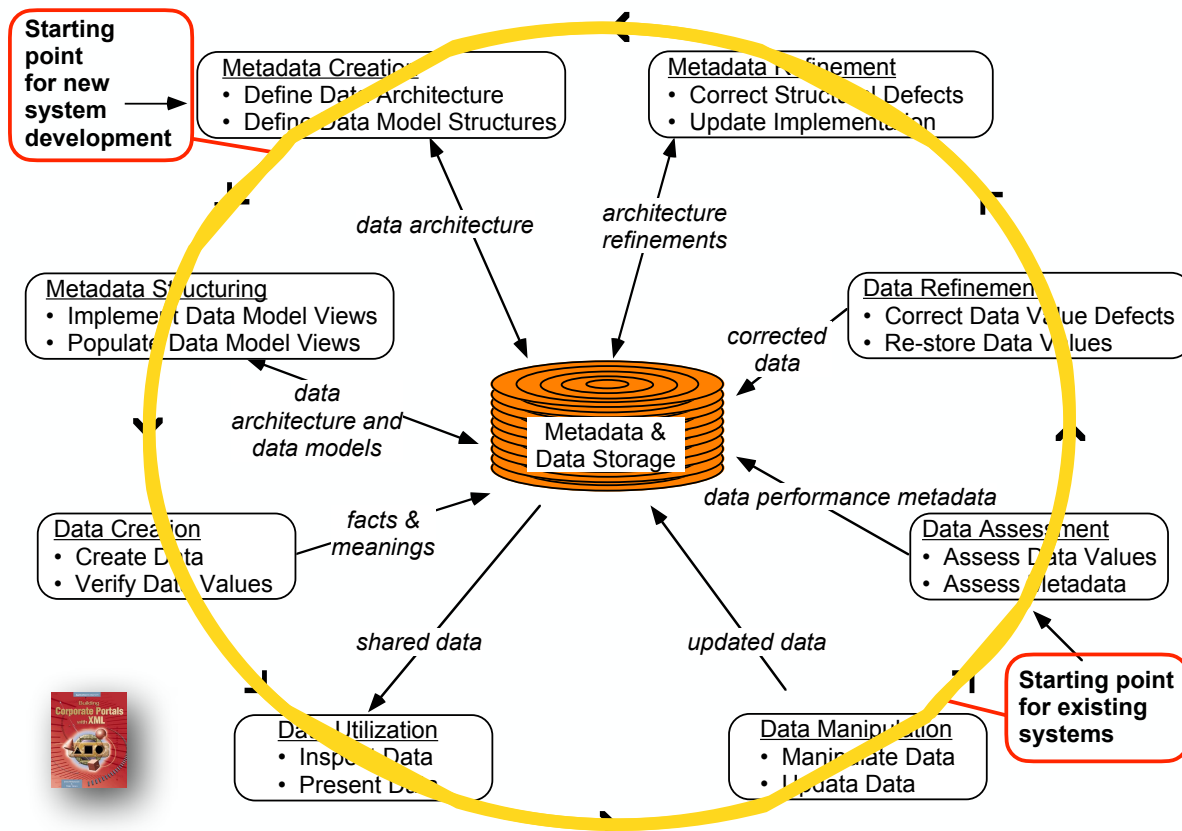 Starting
point
for new
system
development
Metadata Creation
• Define Data Architecture
• Define Data Model Structures
Metadata Refinement
• Correct Structural Defects
• Update Implementation
data architecture
architecture
refinements
Metadata Structuring
• Implement Data Model Views
• Populate Data Model Views
Data Refinement
• Correct Data Value Defects
• Re-store Data Values
corrected
data
data
architecture and
data models
Metadata &
Data Storage
data performance metadata
facts &
meanings
Data Creation
• Create Data
• Verify Data Values
Data Assessment
• Assess Data Values
• Assess Metadata
shared data
updated data
Starting point
for existing
systems
Data Utilization
• Inspect Data
• Present Data
Data Manipulation
• Manipulate Data
• Updata Data
Building
Corporate Portals
with XML